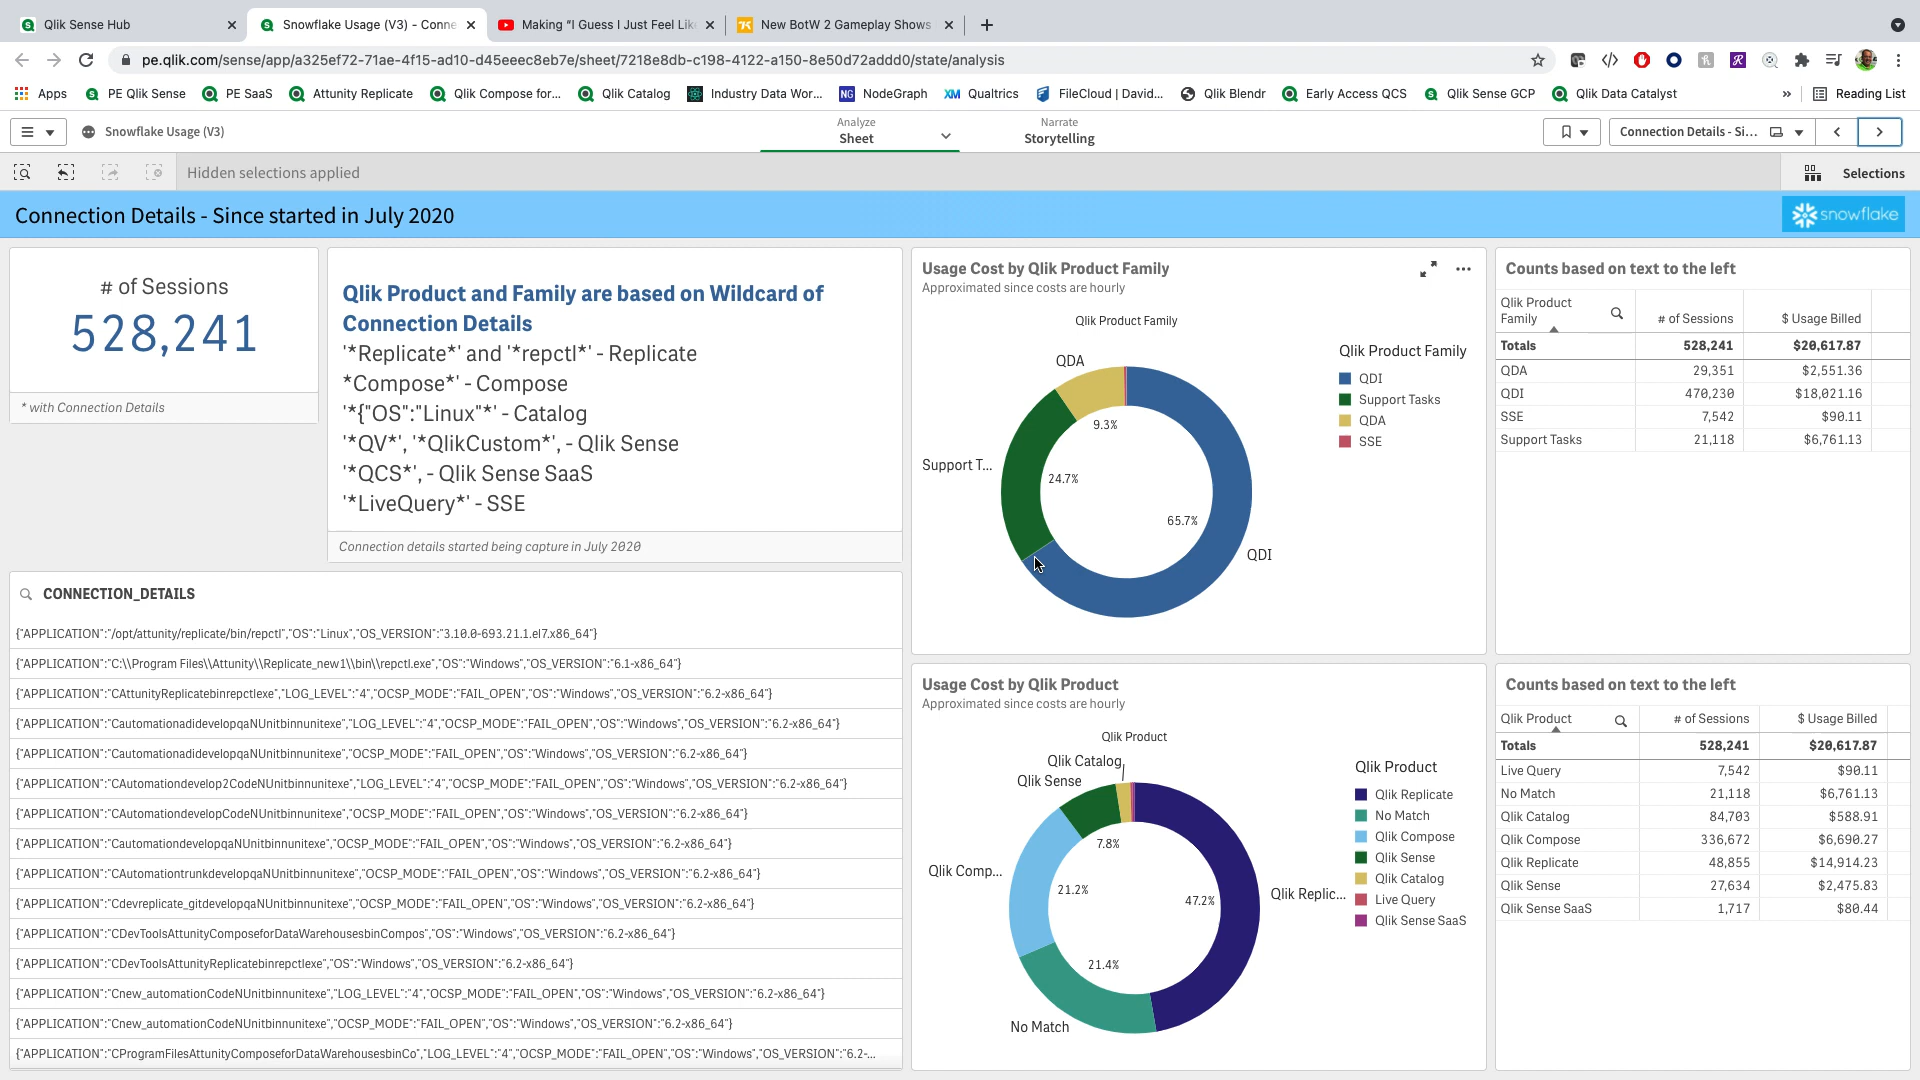 Qlik Sense Hub
Snowflake Usage (V3) - Conne
Making "I Guess I Just Feel Lik
New BotW 2 Gameplay Shows
pe.qlik.com/sense/app/a325ef72-71ae-4f15-ad10-d45eeec8eb7e/sheet/7218e8db-c198-4122-a150-8e50d72addd0/state/analysis
Apps
PE Qlik Sense
PE SaaS
Attunity Replicate
Qlik Compose for...
Qlik Catalog
Industry Data Wor...
NG NodeGraph
XM Qualtrics
FileCloud | David...
Qlik Blendr
Early Access QCS
Qlik Sense GCP
Qlik Data Catalyst
»
Reading List
Snowflake Usage (V3)
Analyze
Sheet
Narrate
Storytelling
Connection Details - Si...
Hidden selections applied
Selections
Connection Details - Since started in July 2020
snowflake
# of Sessions
528,241
* with Connection Details
Qlik Product and Family are based on Wildcard of
Connection Details
'*Replicate*' and '*repctl*' - Replicate
*Compose*' - Compose
'*{"OS":"Linux"*' - Catalog
'*QV*', '*QlikCustom*', - Qlik Sense
'*QCS*', - Qlik Sense SaaS
'*LiveQuery*' - SSE
Connection details started being capture in July 2020
CONNECTION_DETAILS
{"APPLICATION":"/opt/attunity/replicate/bin/repctl","OS":"Linux","OS_VERSION":"3.10.0-693.21.1.el7.x86_64"}
{"APPLICATION":"C:\\Program Files\\Attunity\\Replicate_new1\\bin\\repctl.exe","OS":"Windows","OS_VERSION":"6.1-x86_64"}
{"APPLICATION":"CAttunityReplicatebinrepctlexe","LOG_LEVEL":"4","OCSP_MODE":"FAIL_OPEN","OS":"Windows","OS_VERSION":"6.2-x86_64"}
{"APPLICATION":"CautomationadidevelopqaNUnitbinnunitexe","LOG_LEVEL":"4","OCSP_MODE":"FAIL_OPEN","OS":"Windows","OS_VERSION":"6.2-x86_64"}
{"APPLICATION":"CautomationadidevelopqaNUnitbinnunitexe","OCSP_MODE":"FAIL_OPEN","OS":"Windows","OS_VERSION":"6.2-x86_64"}
{"APPLICATION":"CAutomationdevelop2CodeNUnitbinnunitexe","LOG_LEVEL":"4","OCSP_MODE":"FAIL_OPEN","OS":"Windows","OS_VERSION":"6.2-x86_64"}
{"APPLICATION":"CAutomationdevelopCodeNUnitbinnunitexe","OCSP_MODE":"FAIL_OPEN","OS":"Windows","OS_VERSION":"6.2-x86_64"}
{"APPLICATION":"CautomationdevelopqaNUnitbinnunitexe","OCSP_MODE":"FAIL_OPEN","OS":"Windows","OS_VERSION":"6.2-x86_64"}
{"APPLICATION":"CAutomationtrunkdevelopqaNUnitbinnunitexe","OCSP_MODE":"FAIL_OPEN","OS":"Windows","OS_VERSION":"6.2-x86_64"}
{"APPLICATION":"Cdevreplicate_gitdevelopqaNUnitbinnunitexe","OCSP_MODE":"FAIL_OPEN","OS":"Windows","OS_VERSION":"6.2-x86_64"}
{"APPLICATION":"CDevToolsAttunityComposeforDataWarehousesbinCompos","OS":"Windows","OS_VERSION":"6.2-x86_64"}
{"APPLICATION":"CDevToolsAttunityReplicatebinrepctlexe","OS":"Windows","OS_VERSION":"6.2-x86_64"}
{"APPLICATION":"Cnew_automationCodeNUnitbinnunitexe","LOG_LEVEL":"4","OCSP_MODE":"FAIL_OPEN","OS":"Windows","OS_VERSION":"6.2-x86_64"}
{"APPLICATION":"Cnew_automationCodeNUnitbinnunitexe","OCSP_MODE":"FAIL_OPEN","OS":"Windows","OS_VERSION":"6.2-x86_64"}
{"APPLICATION":"CProgramFilesAttunityComposeforDataWarehousesbinCo","LOG_LEVEL":"4","OCSP_MODE":"FAIL_OPEN","OS":"Windows","OS_VERSION":"6.2-...
Usage Cost by Qlik Product Family
Approximated since costs are hourly
Qlik Product Family
QDA
9.3%
Support T...
24.7%
65.7%
QDI
Qlik Product Family
QDI
Support Tasks
QDA
SSE
Counts based on text to the left
Qlik Product Family # of Sessions $ Usage Billed
Totals 528,241 $20,617.87
QDA 29,351 $2,551.36
QDI 470,230 $18,021.16
SSE 7,542 $90.11
Support Tasks 21,118 $6,761.13
Usage Cost by Qlik Product
Approximated since costs are hourly
Qlik Product
Qlik Catalog
Qlik Sense
7.8%
Qlik Comp...
21.2%
47.2%
Qlik Replic...
21.4%
No Match
Qlik Product
Qlik Replicate
No Match
Qlik Compose
Qlik Sense
Qlik Catalog
Live Query
Qlik Sense SaaS
Counts based on text to the left
Qlik Product # of Sessions $ Usage Billed
Totals 528,241 $20,617.87
Live Query 7,542 $90.11
No Match 21,118 $6,761.13
Qlik Catalog 84,703 $588.91
Qlik Compose 336,672 $6,690.27
Qlik Replicate 48,855 $14,914.23
Qlik Sense 27,634 $2,475.83
Qlik Sense SaaS 1,717 $80.44